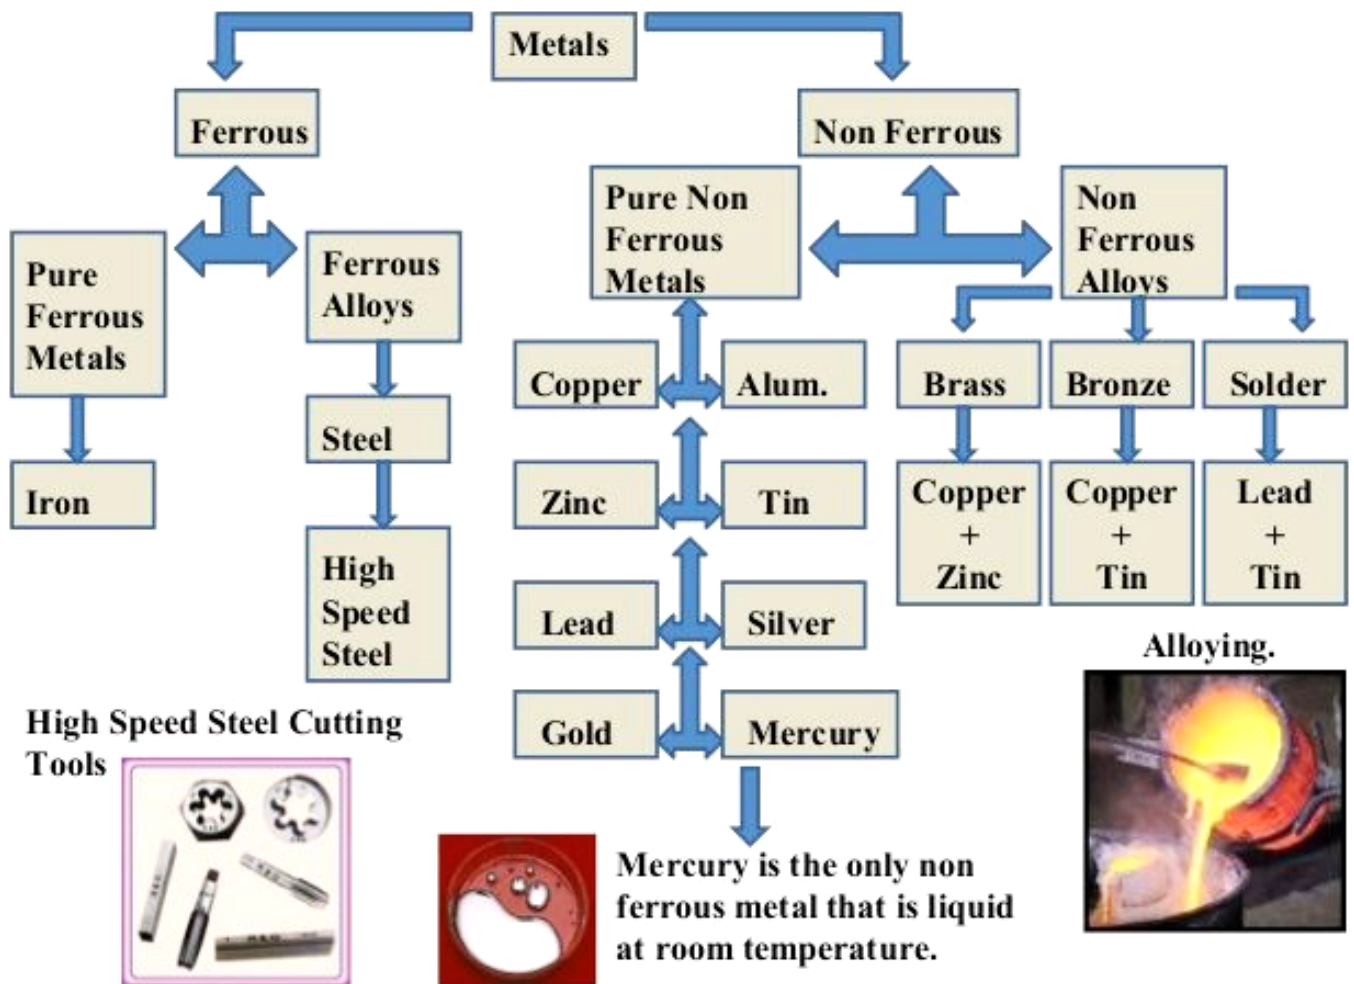 Metals
Ferrous
Non Ferrous
Pure
Ferrous
Metals
Ferrous
Alloys
Pure Non
Ferrous
Metals
Non
Ferrous
Alloys
Iron
Steel
High
Speed
Steel
Copper
Alum.
Zinc
Tin
Lead
Silver
Gold
Mercury
Brass
Bronze
Solder
Copper
+
Zinc
Copper
+
Tin
Lead
+
Tin
Alloying.
High Speed Steel Cutting
Tools
Mercury is the only non
ferrous metal that is liquid
at room temperature.